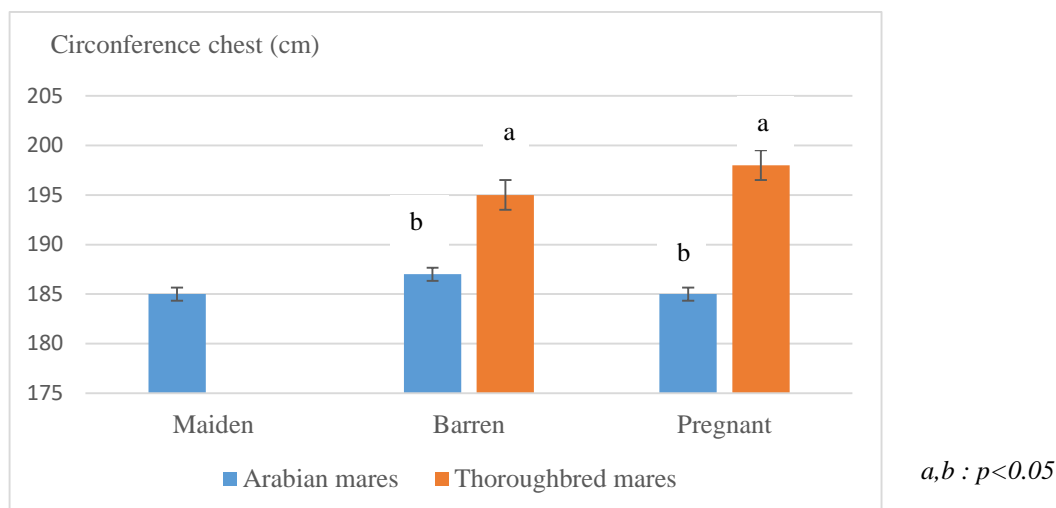 Circonference chest (cm)
205
200
195
190
185
180
175
a
a
b
b
Maiden Barren Pregnant
Arabian mares Thoroughbred mares
a,b : p<0.05